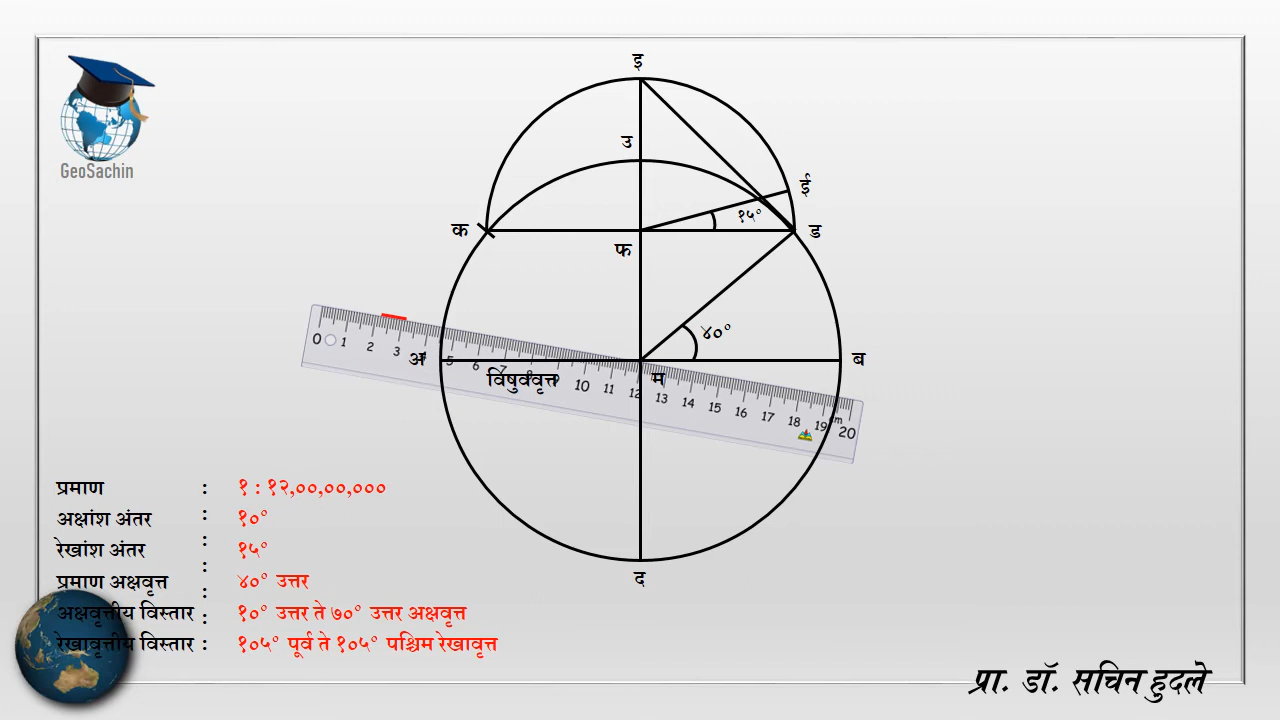 इ
GeoSachin
उ
ई
१५°
क
ड
फ
४०°
0 1 2 3 4 5 6 7 8 9 10 11 12 13 14 15 16 17 18 19 20
cm
अ
ब
विषुववृत्त
म
प्रमाण : १ : १२,००,००,०००
अक्षांश अंतर : १०°
रेखांश अंतर : १५°
प्रमाण अक्षवृत्त : ४०° उत्तर
अक्षवृत्तीय विस्तार : १०° उत्तर ते ७०° उत्तर अक्षवृत्त
रेखावृत्तीय विस्तार : १०५° पूर्व ते १०५° पश्चिम रेखावृत्त
द
प्रा. डॉ. सचिन हुदले